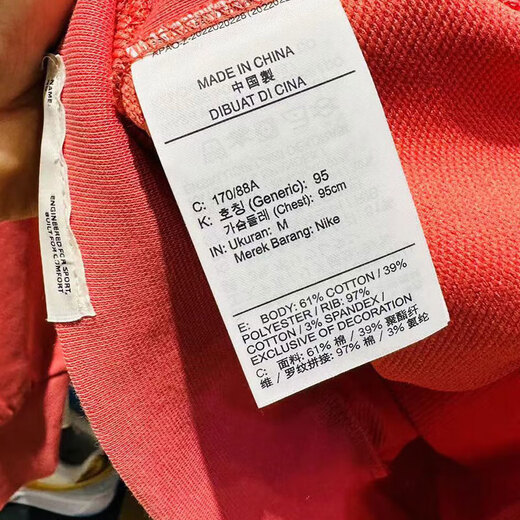 MADE IN CHINA
中国製
DIBUAT DI CINA
C: 170/88A
K: 호칭 (Generic): 95
가슴둘레 (Chest): 95cm
IN: Ukuran: M
Merek Barang: Nike
E: BODY: 61% COTTON / 39%
POLYESTER / RIB: 97%
COTTON / 3% SPANDEX /
EXCLUSIVE OF DECORATION
C: 面料: 61% 棉 / 39% 聚酯纤
维 / 罗纹拼接: 97% 棉 / 3% 氨纶
NAME:
ENGINEERED FOR SPORT,
BUILT FOR COMFORT